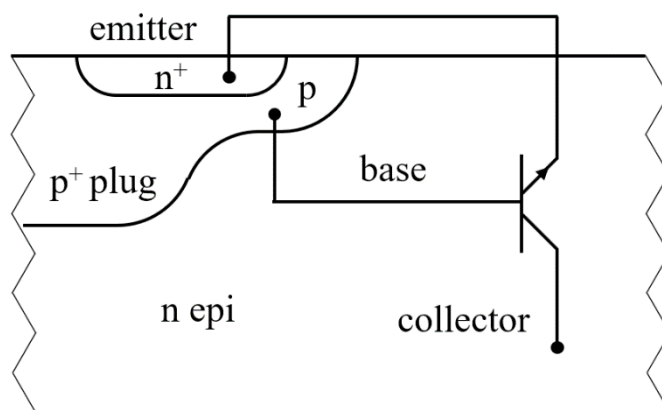 emitter
n+
p
p+ plug
base
n epi
collector